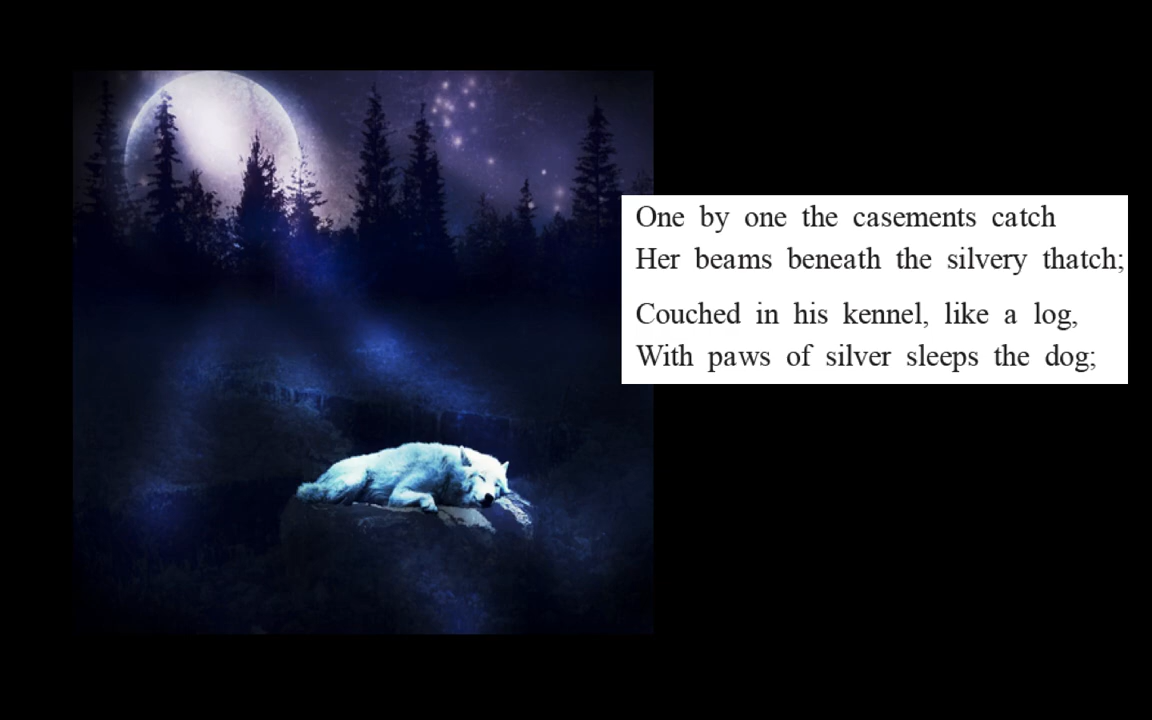 One by one the casements catch
Her beams beneath the silvery thatch;
Couched in his kennel, like a log,
With paws of silver sleeps the dog;